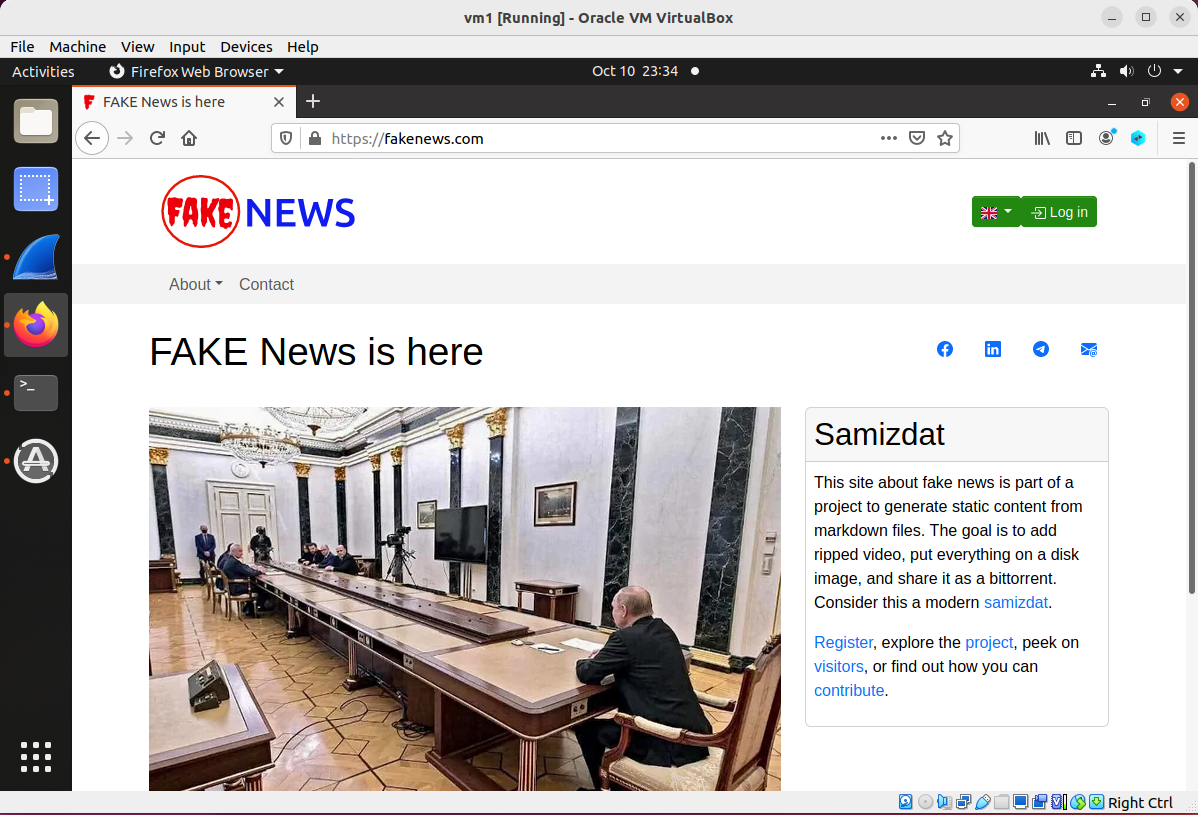 vm1 [Running] - Oracle VM VirtualBox
File Machine View Input Devices Help
Activities Firefox Web Browser Oct 10 23:34
FAKE News is here
https://fakenews.com
FAKE NEWS
Log in
About Contact
FAKE News is here
Samizdat
This site about fake news is part of a
project to generate static content from
markdown files. The goal is to add
ripped video, put everything on a disk
image, and share it as a bittorrent.
Consider this a modern samizdat.
Register, explore the project, peek on
visitors, or find out how you can
contribute.
Right Ctrl